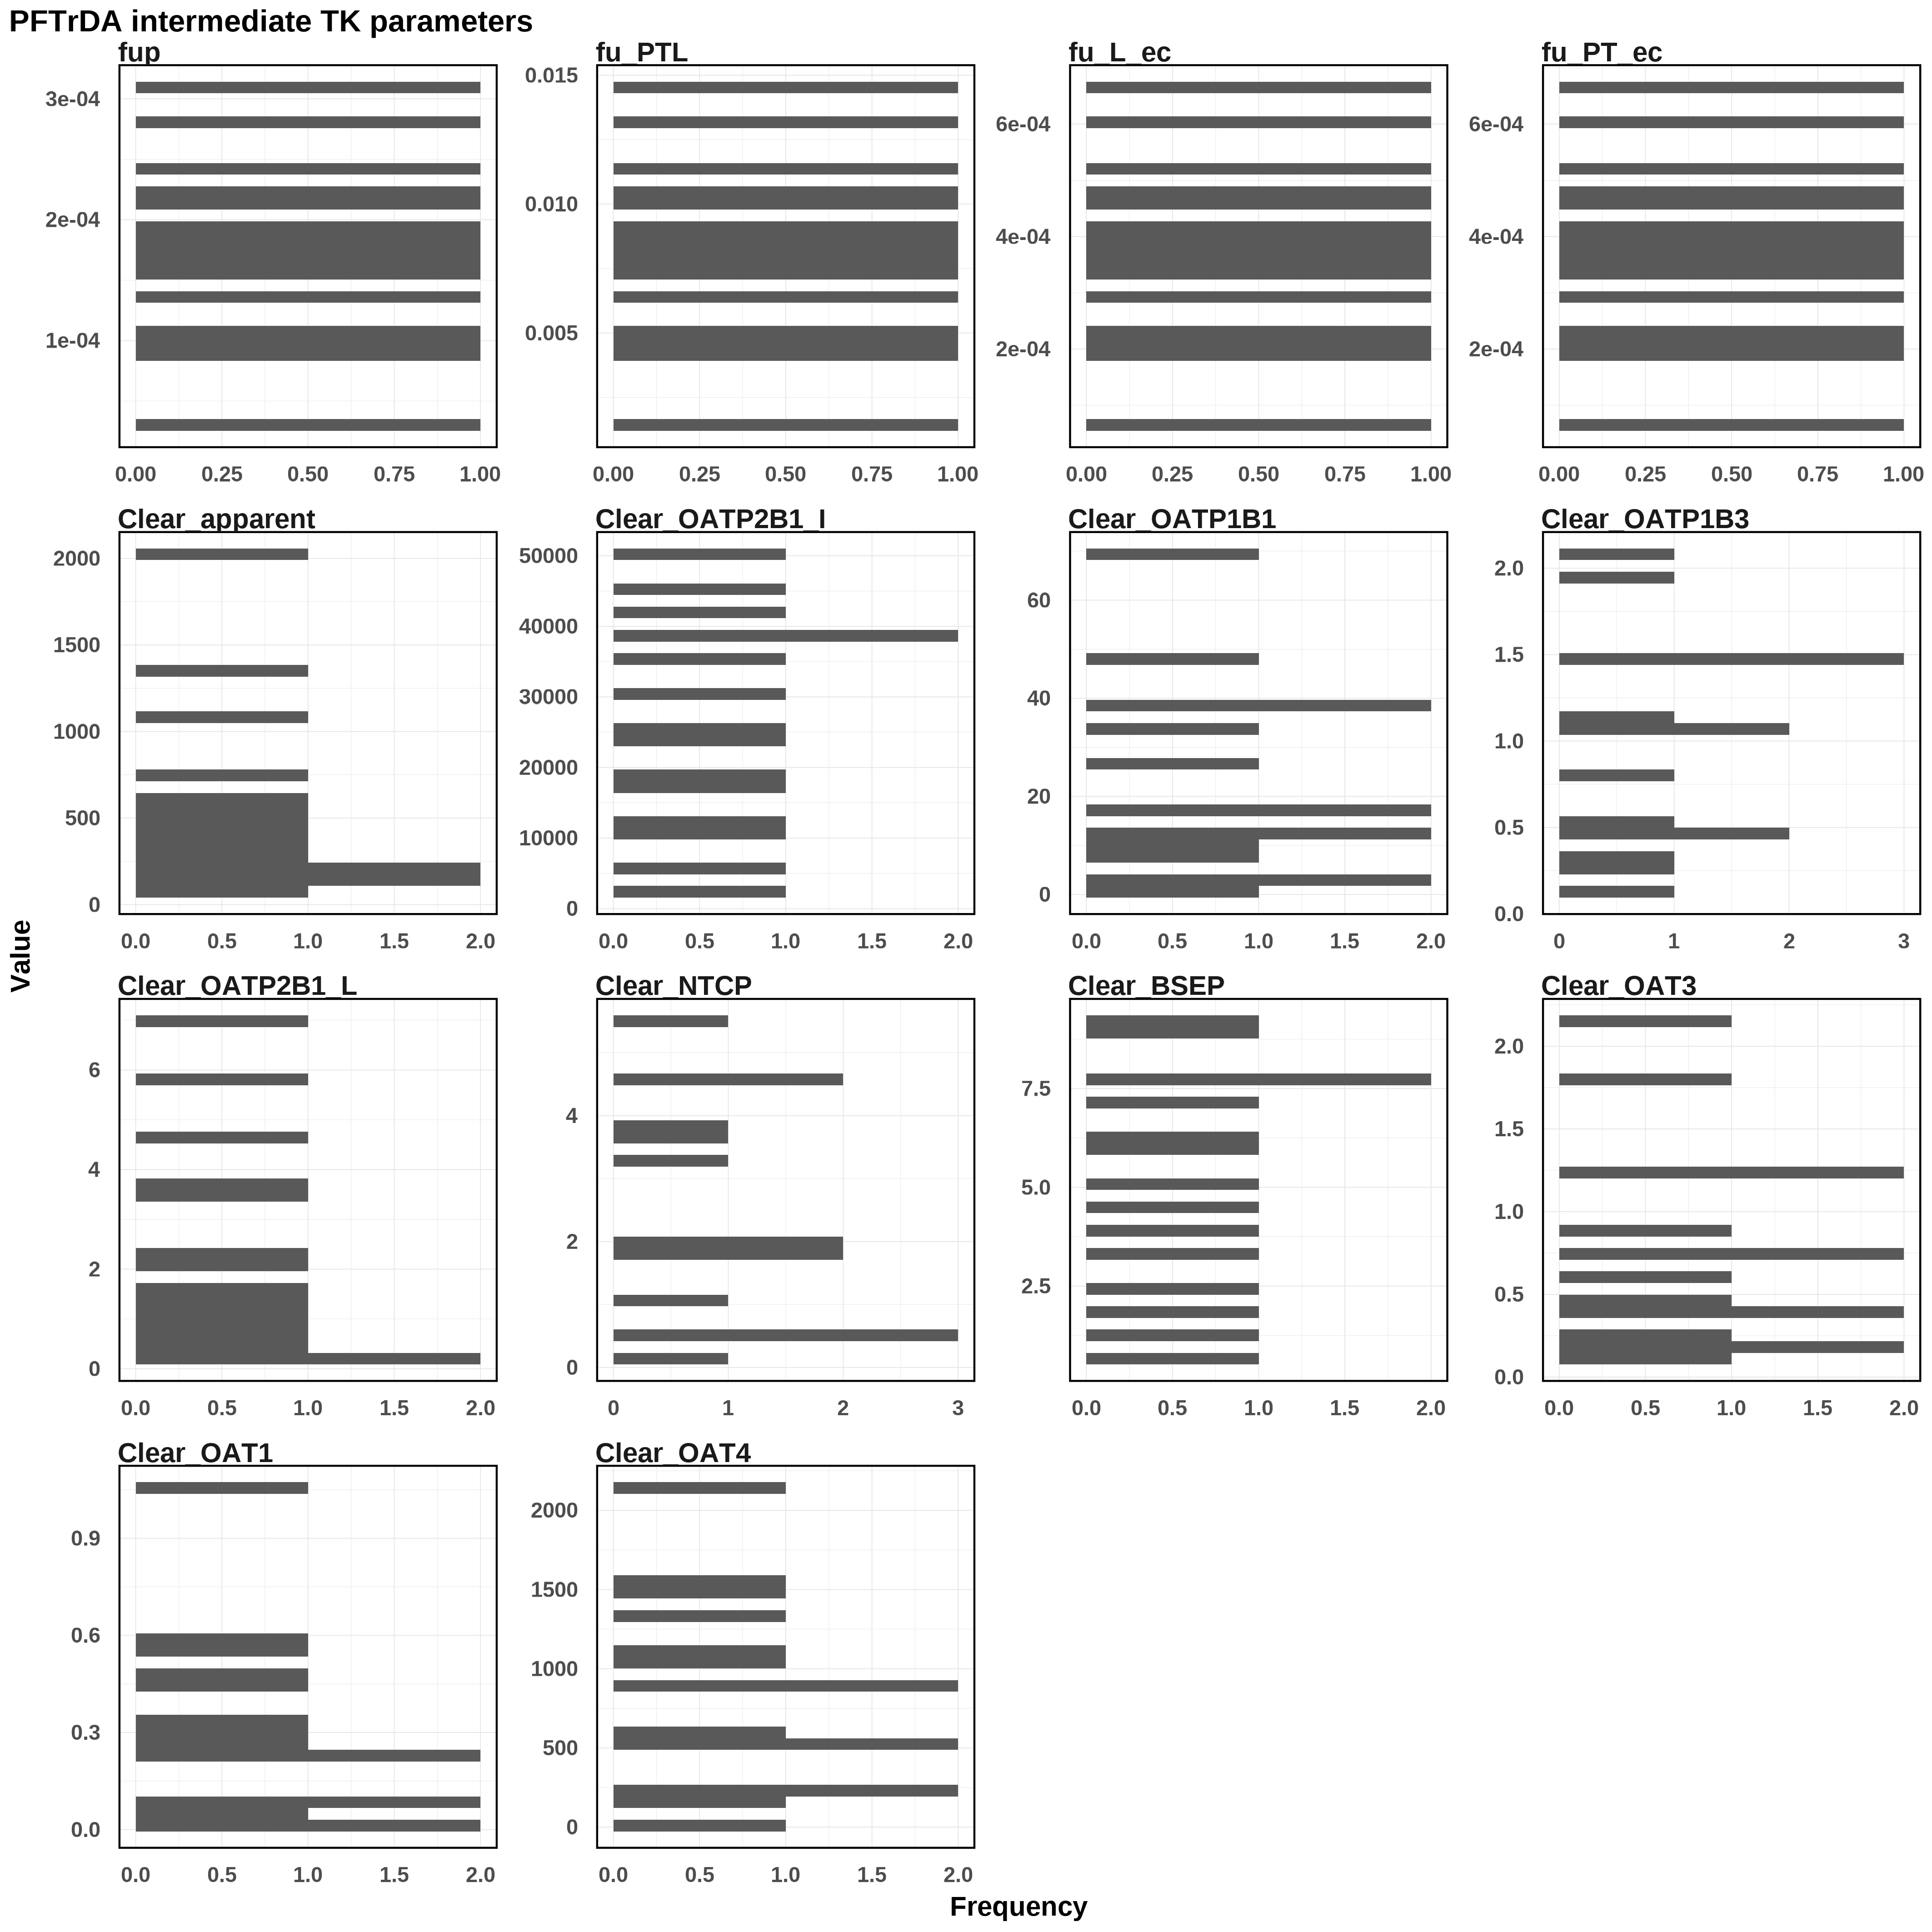 PFTrDA intermediate TK parameters
fup fu_PTL fu_L_ec fu_PT_ec
3e-04
2e-04
1e-04
0.00 0.25 0.50 0.75 1.00
0.015
0.010
0.005
0.00 0.25 0.50 0.75 1.00
6e-04
4e-04
2e-04
0.00 0.25 0.50 0.75 1.00
6e-04
4e-04
2e-04
0.00 0.25 0.50 0.75 1.00
Clear_apparent Clear_OATP2B1_I Clear_OATP1B1 Clear_OATP1B3
2000
1500
1000
500
0
0.0 0.5 1.0 1.5 2.0
50000
40000
30000
20000
10000
0
0.0 0.5 1.0 1.5 2.0
60
40
20
0
0.0 0.5 1.0 1.5 2.0
2.0
1.5
1.0
0.5
0.0
0 1 2 3
Value
Clear_OATP2B1_L Clear_NTCP Clear_BSEP Clear_OAT3
6
4
2
0
0.0 0.5 1.0 1.5 2.0
4
2
0
0 1 2 3
7.5
5.0
2.5
0.0 0.5 1.0 1.5 2.0
2.0
1.5
1.0
0.5
0.0
0.0 0.5 1.0 1.5 2.0
Clear_OAT1 Clear_OAT4
0.9
0.6
0.3
0.0
0.0 0.5 1.0 1.5 2.0
2000
1500
1000
500
0
0.0 0.5 1.0 1.5 2.0
Frequency